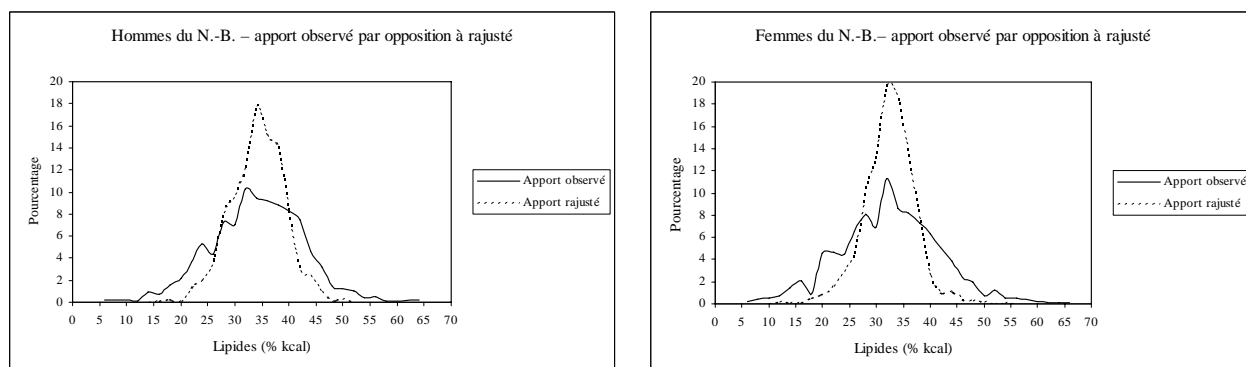 Hommes du N.-B. – apport observé par opposition à rajusté
20
18
16
14
12
10
8
6
4
2
0
Pourcentage
0 5 10 15 20 25 30 35 40 45 50 55 60 65 70
Lipides (% kcal)
Apport observé
Apport rajusté
Femmes du N.-B.– apport observé par opposition à rajusté
20
18
16
14
12
10
8
6
4
2
0
Pourcentage
0 5 10 15 20 25 30 35 40 45 50 55 60 65 70
Lipides (% kcal)
Apport observé
Apport rajusté